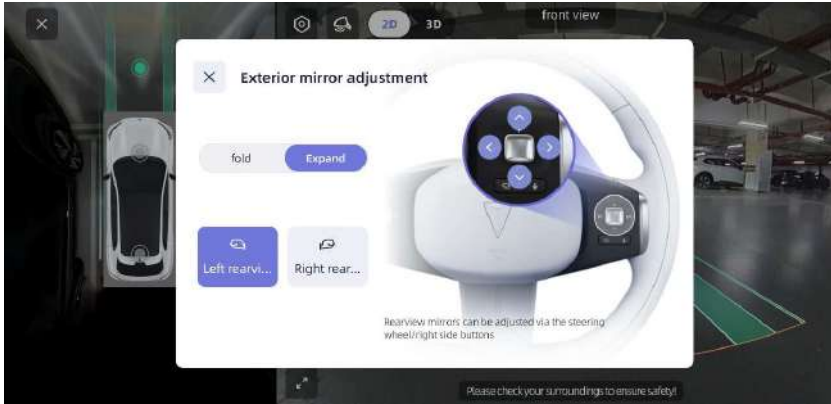 2D
3D
front view
Exterior mirror adjustment
fold
Expand
Left rearvi...
Right rear...
Rearview mirrors can be adjusted via the steering
wheel/right side buttons
Please check your surroundings to ensure safety!